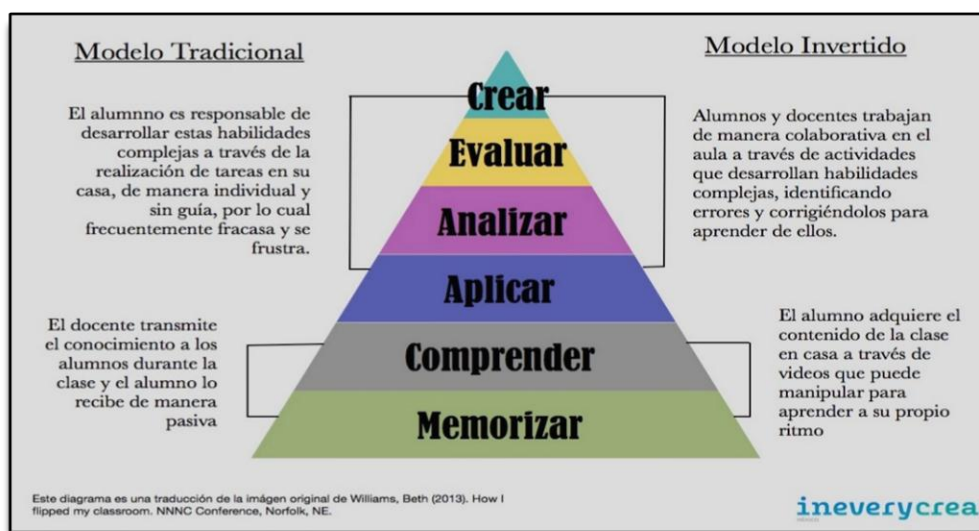 Modelo Tradicional
El alumnno es responsable de
desarrollar estas habilidades
complejas a través de la
realización de tareas en su
casa, de manera individual y
sin guía, por lo cual
frecuentemente fracasa y se
frustra.
El docente transmite
el conocimiento a los
alumnos durante la
clase y el alumno lo
recibe de manera
pasiva
Crear
Evaluar
Analizar
Aplicar
Comprender
Memorizar
Modelo Invertido
Alumnos y docentes trabajan
de manera colaborativa en el
aula a través de actividades
que desarrollan habilidades
complejas, identificando
errores y corrigiéndolos para
aprender de ellos.
El alumno adquiere el
contenido de la clase
en casa a través de
videos que puede
manipular para
aprender a su propio
ritmo
Este diagrama es una traducción de la imágen original de Williams, Beth (2013). How I
flipped my classroom. NNNC Conference, Norfolk, NE.
ineverycrea